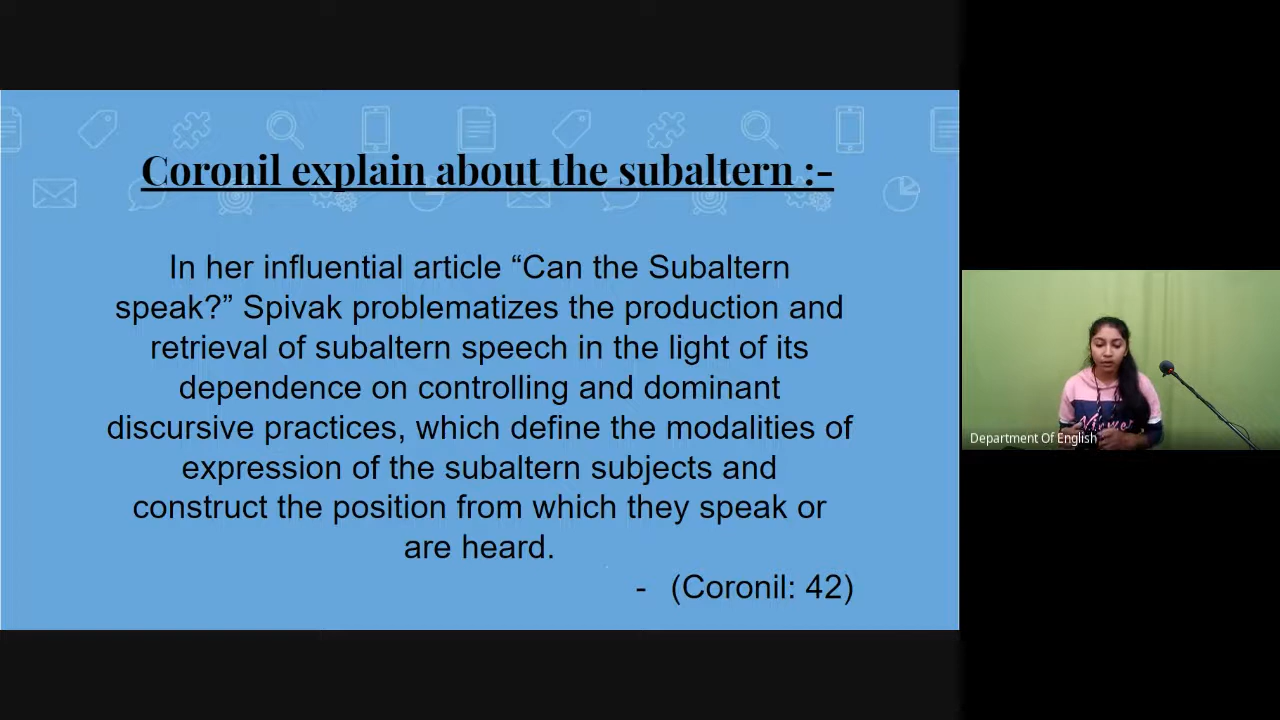 Coronil explain about the subaltern :-
In her influential article “Can the Subaltern
speak?” Spivak problematizes the production and
retrieval of subaltern speech in the light of its
dependence on controlling and dominant
discursive practices, which define the modalities of
expression of the subaltern subjects and
construct the position from which they speak or
are heard.
- (Coronil: 42)
Department Of English